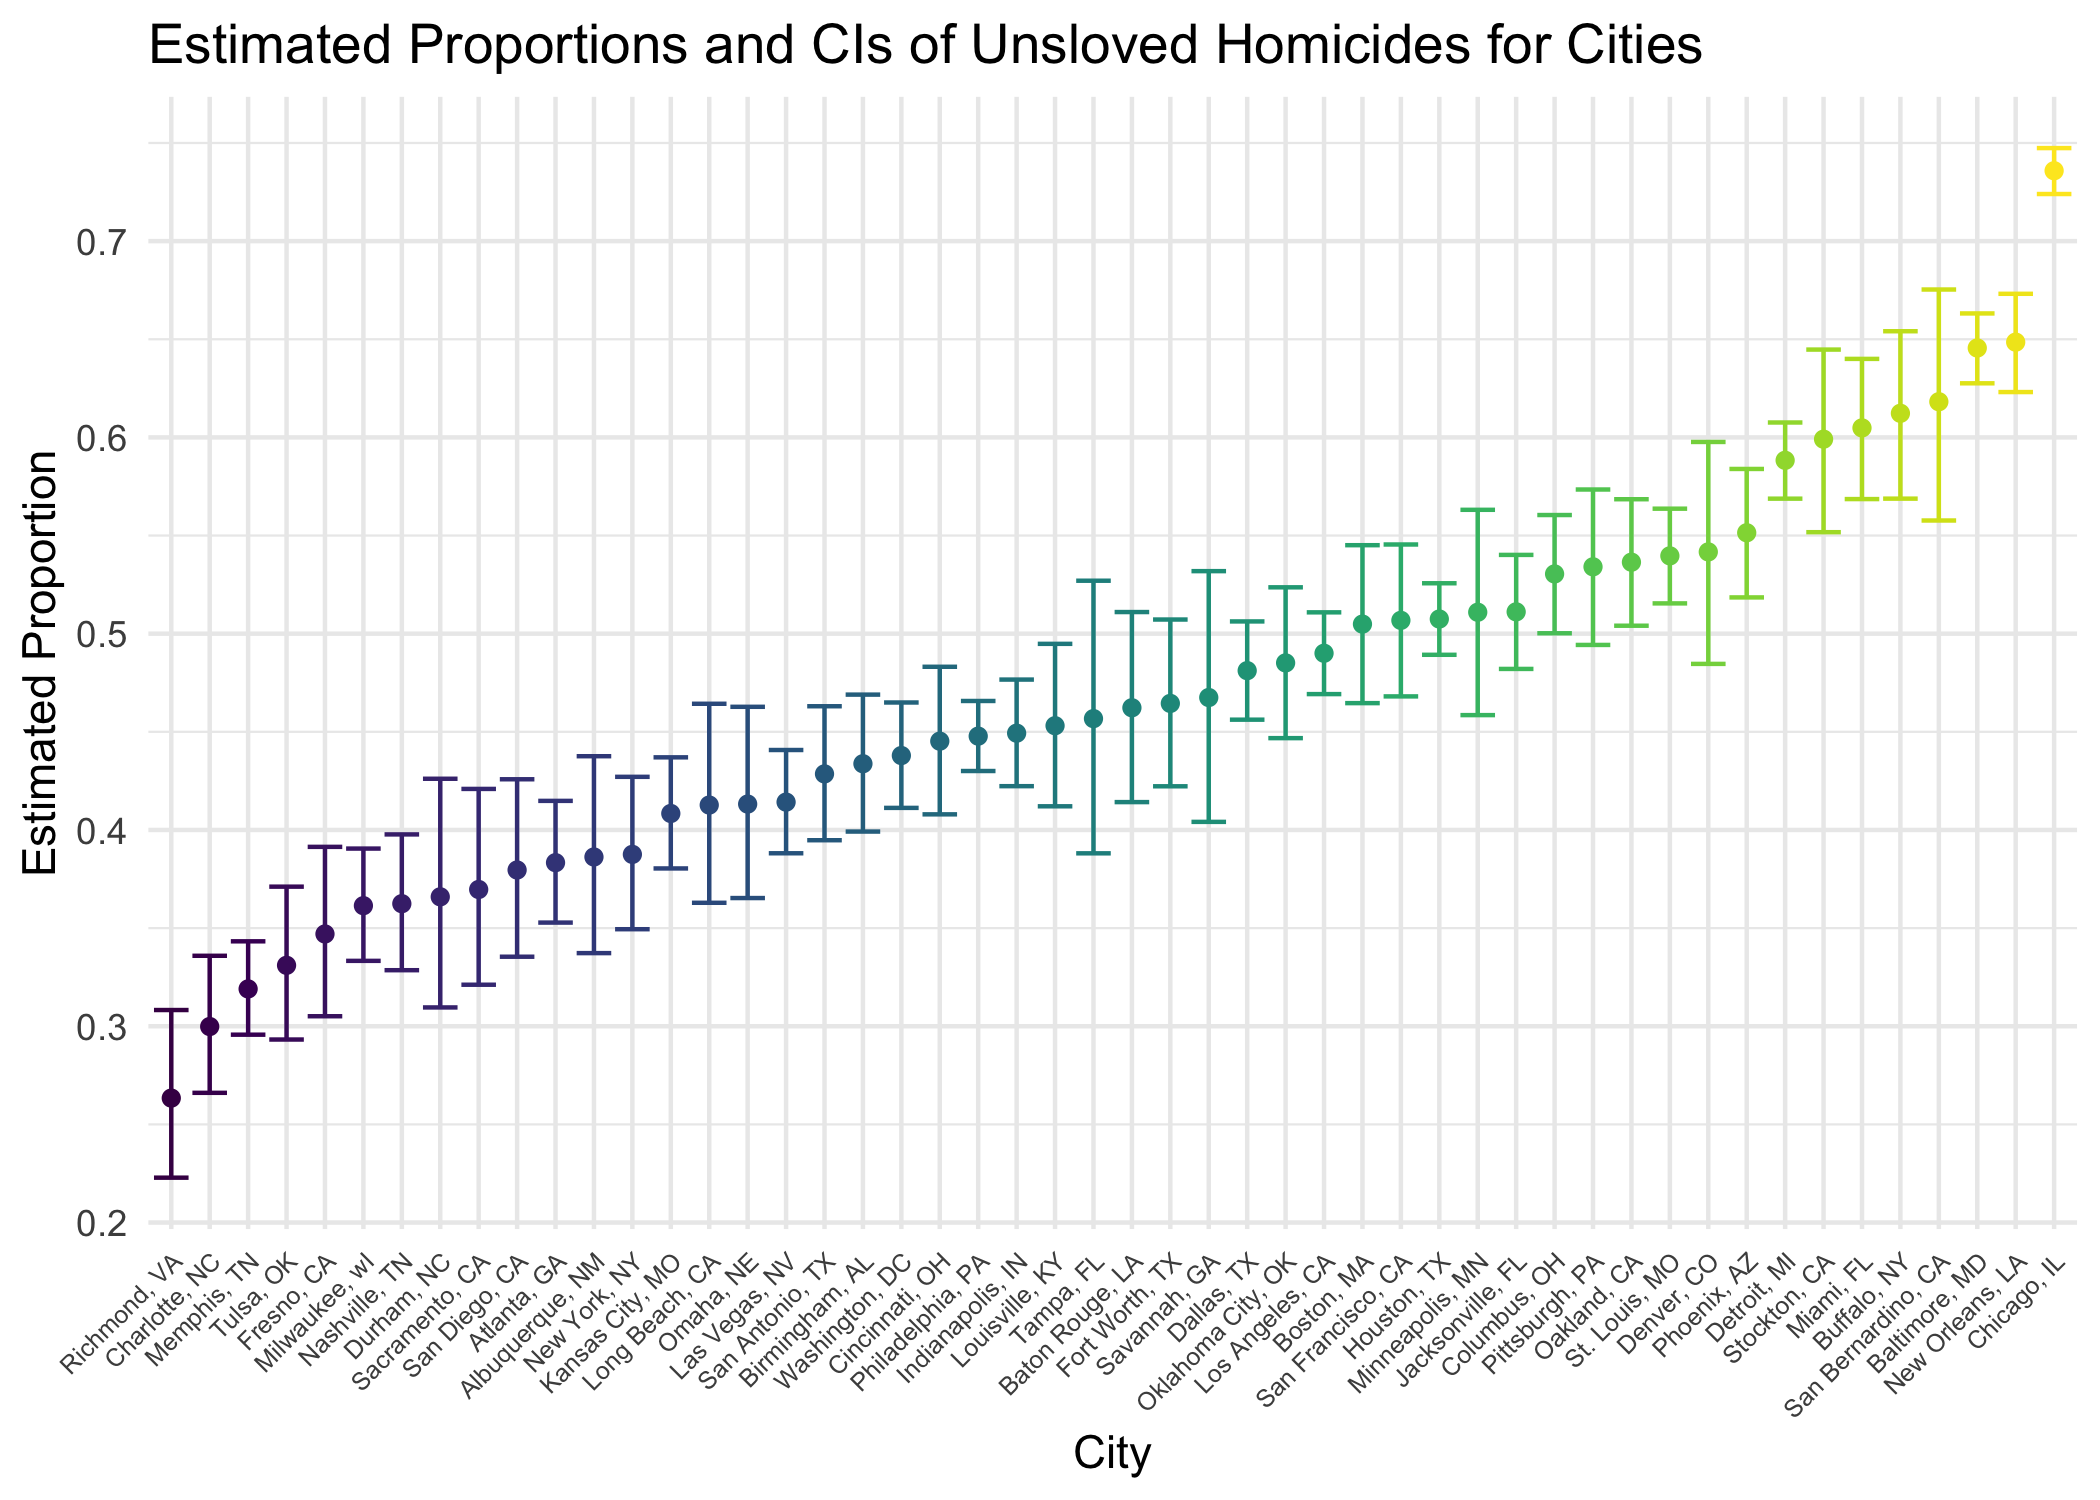 Estimated Proportions and CIs of Unsloved Homicides for Cities
Estimated Proportion
0.7
0.6
0.5
0.4
0.3
0.2
Richmond, VA
Charlotte, NC
Memphis, TN
Tulsa, OK
Fresno, CA
Milwaukee, wI
Nashville, TN
Durham, NC
Sacramento, CA
San Diego, CA
Atlanta, GA
Albuquerque, NM
New York, NY
Kansas City, MO
Long Beach, CA
Omaha, NE
Las Vegas, NV
San Antonio, TX
Birmingham, AL
Washington, DC
Cincinnati, OH
Philadelphia, PA
Indianapolis, IN
Louisville, KY
Tampa, FL
Baton Rouge, LA
Fort Worth, TX
Savannah, GA
Dallas, TX
Oklahoma City, OK
Los Angeles, CA
Boston, MA
San Francisco, CA
Houston, TX
Minneapolis, MN
Jacksonville, FL
Columbus, OH
Pittsburgh, PA
Oakland, CA
St. Louis, MO
Denver, CO
Phoenix, AZ
Detroit, MI
Stockton, CA
Miami, FL
Buffalo, NY
San Bernardino, CA
Baltimore, MD
New Orleans, LA
Chicago, IL
City